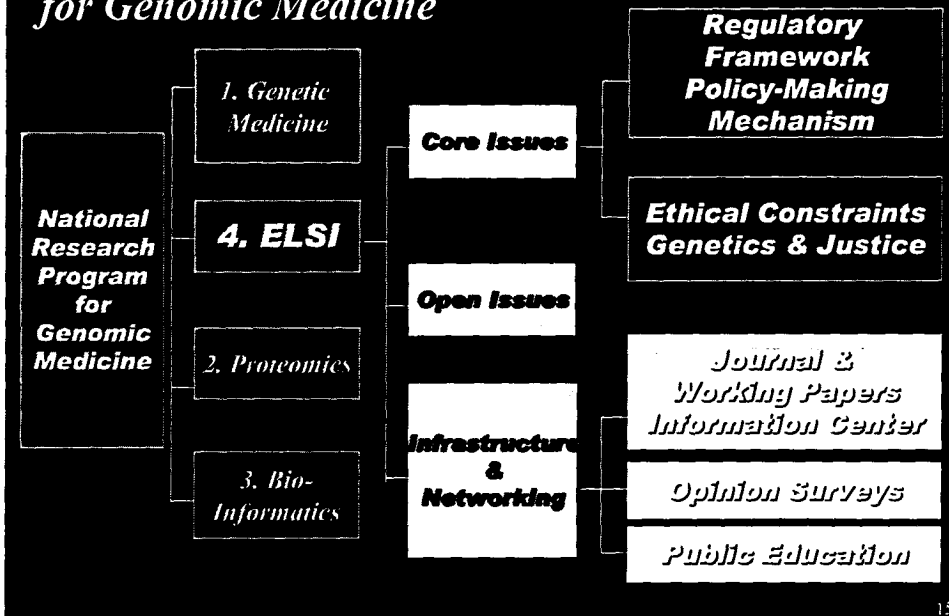 for Genomic Medicine
National
Research
Program
for
Genomic
Medicine
1. Genetic
Medicine
4. ELSI
2. Proteomics
3. Bio-
Informatics
Core Issues
Open Issues
Infrastructure
&
Networking
Regulatory
Framework
Policy-Making
Mechanism
Ethical Constraints
Genetics & Justice
Journal &
Working Papers
Information Center
Opinion Surveys
Public Education